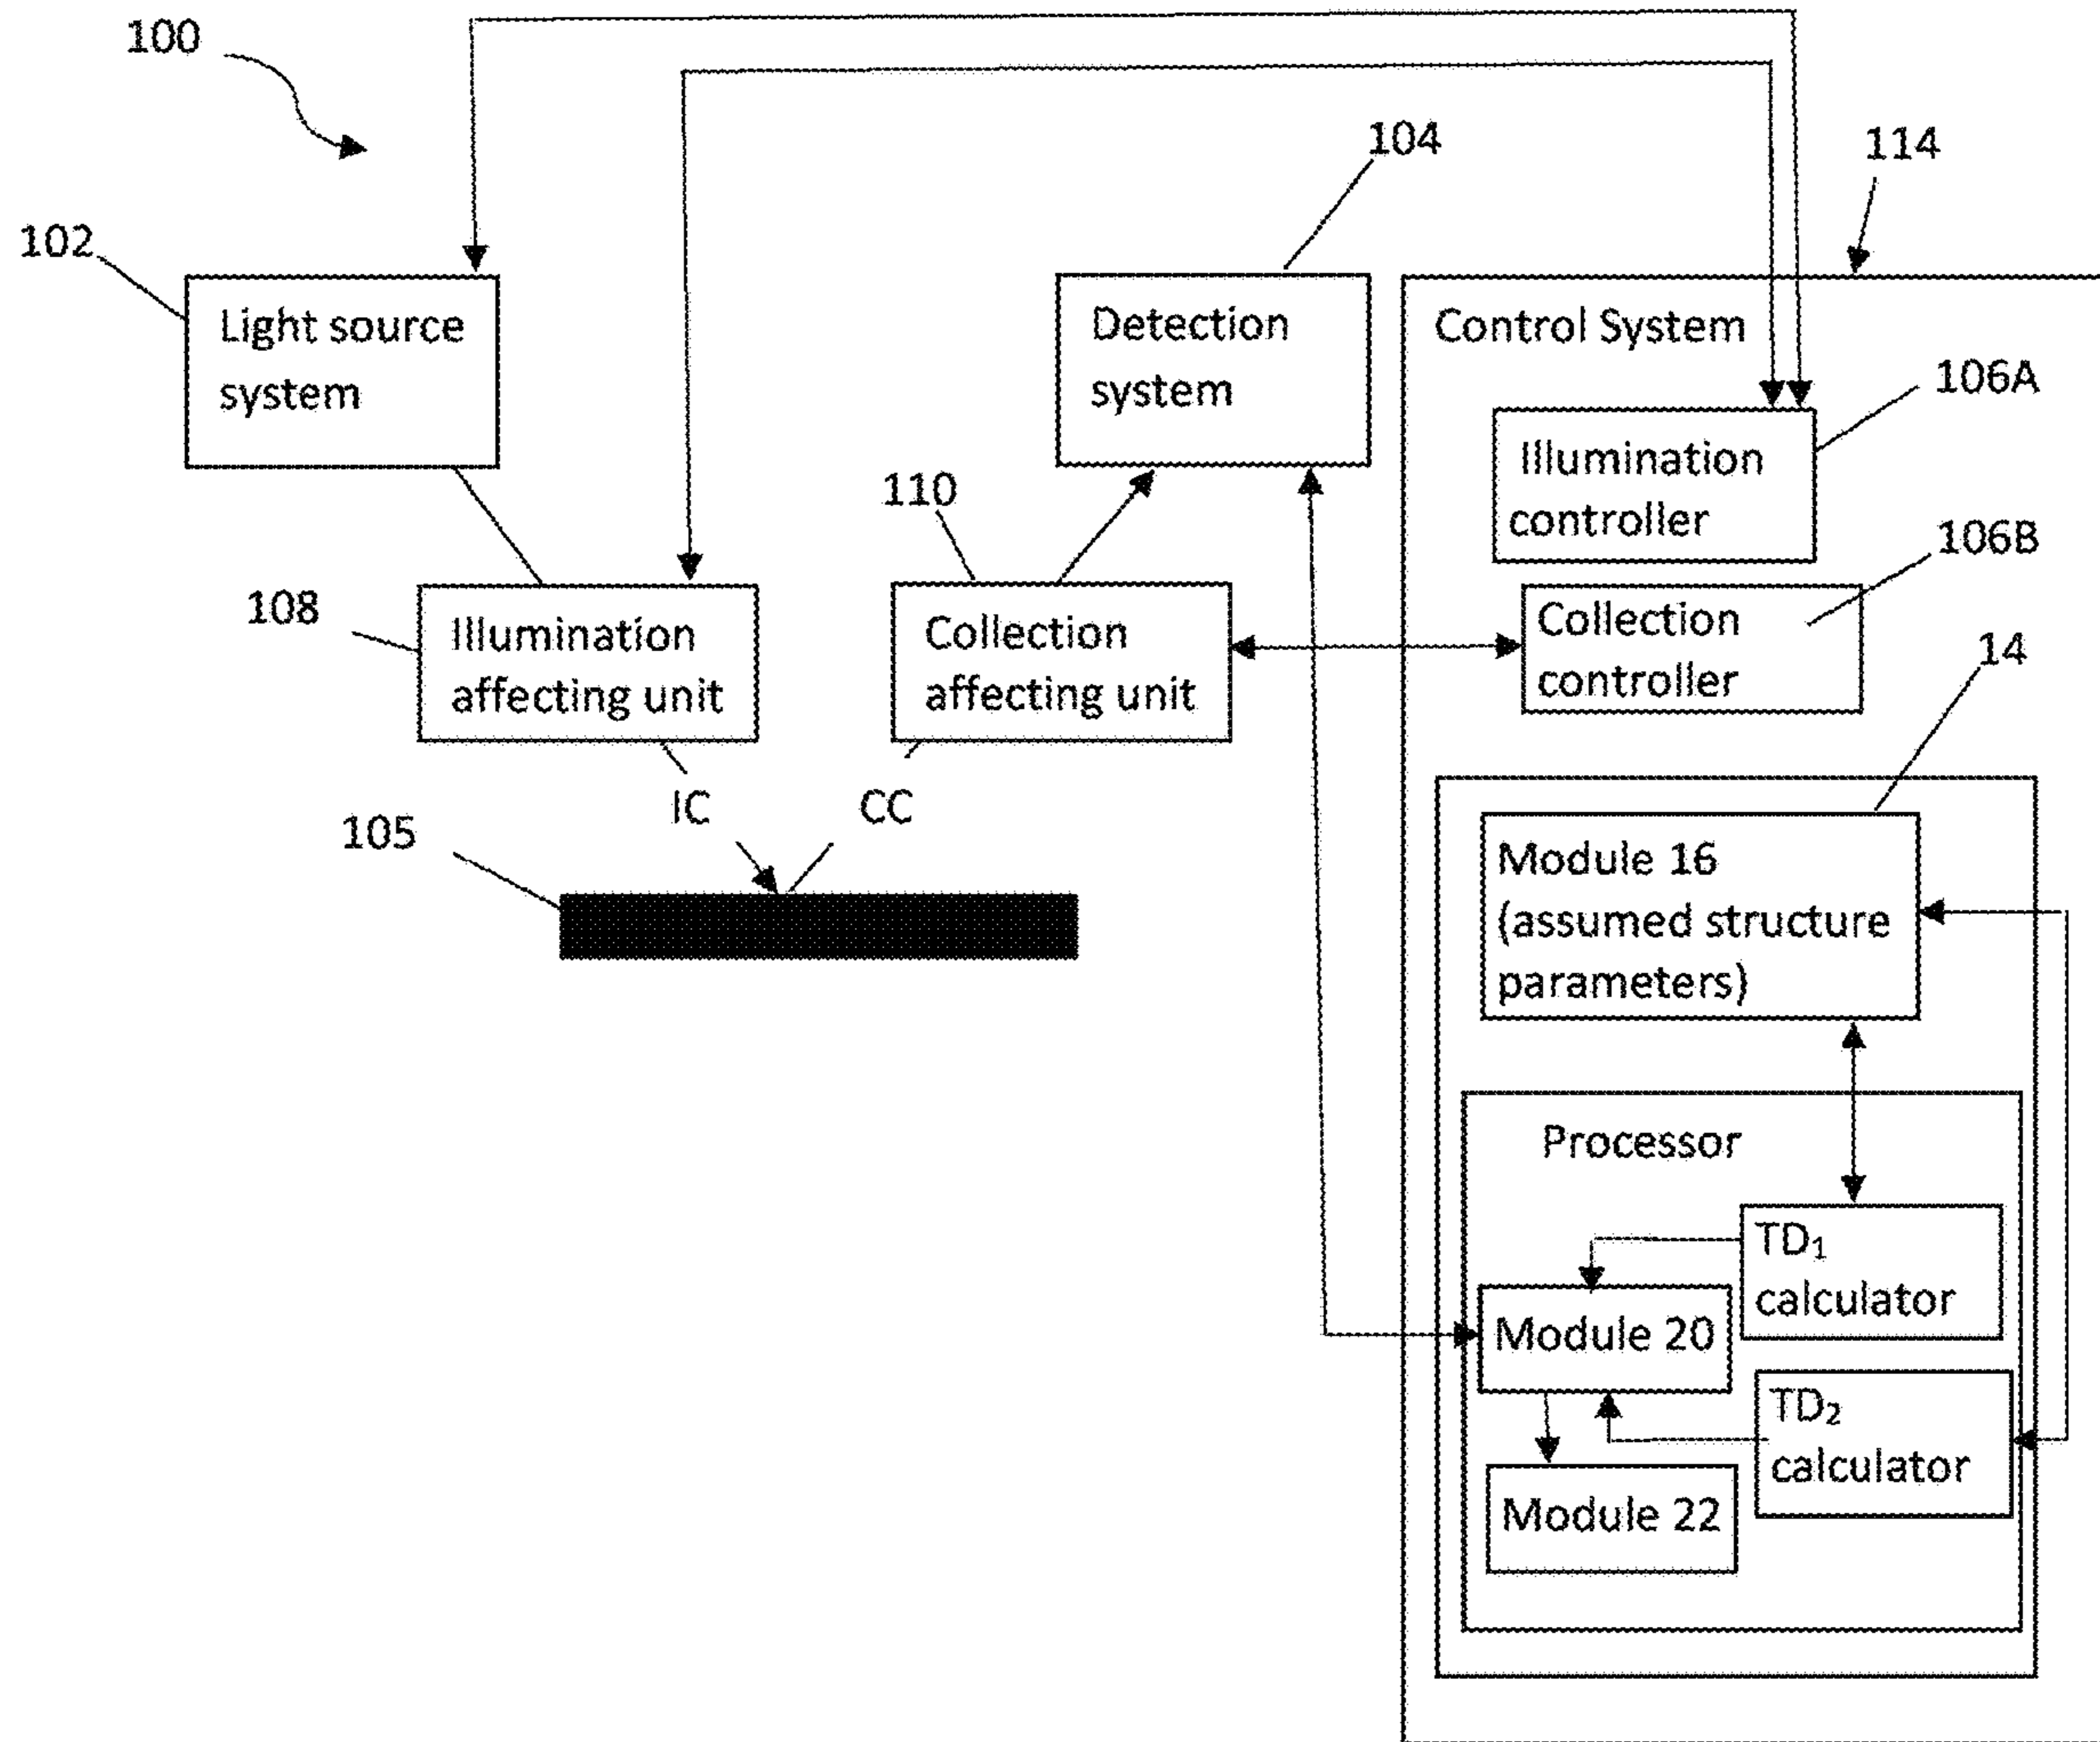 100
104
114
102
Light source
system
Detection
system
Control System
106A
Illumination
controller
110
106B
108
Illumination
affecting unit
Collection
affecting unit
Collection
controller
14
IC
CC
105
Module 16
(assumed structure
parameters)
Processor
TD₁
calculator
Module 20
TD₂
calculator
Module 22